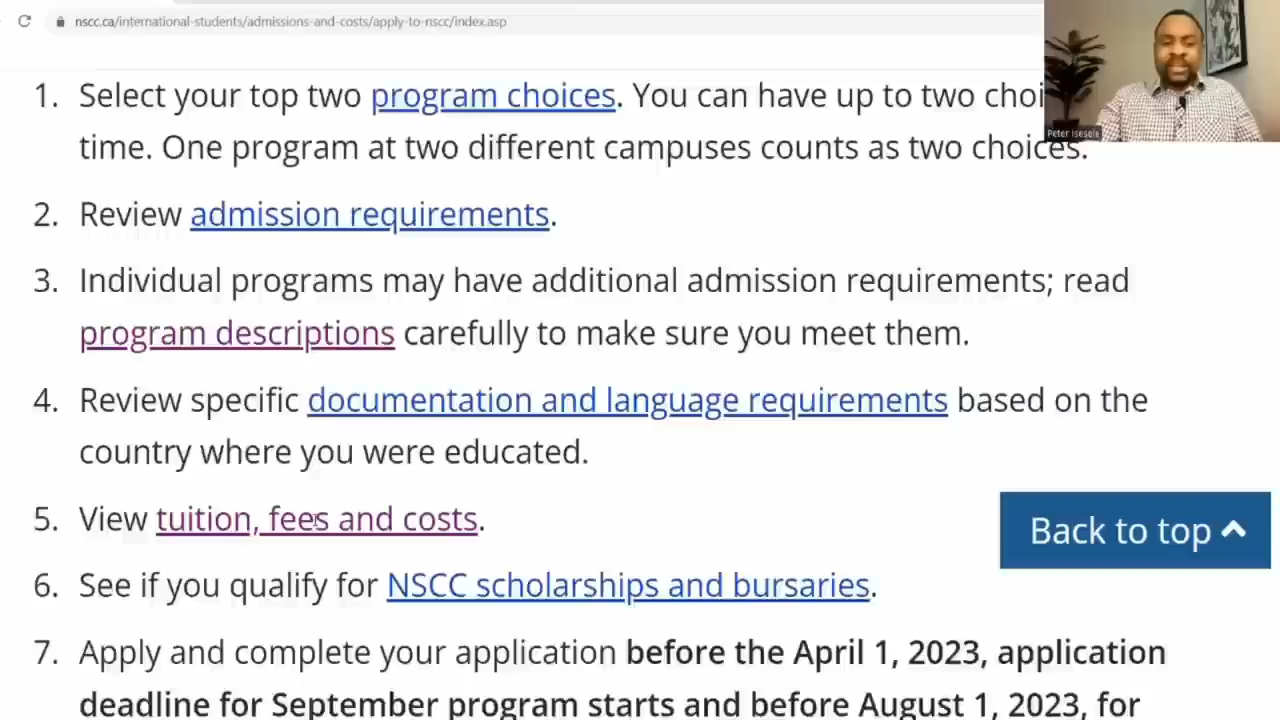 nscc.ca/international-students/admissions-and-costs/apply-to-nscc/index.asp
1. Select your top two program choices. You can have up to two choi
time. One program at two different campuses counts as two choices.
Peter Isesele
2. Review admission requirements.
3. Individual programs may have additional admission requirements; read
program descriptions carefully to make sure you meet them.
4. Review specific documentation and language requirements based on the
country where you were educated.
5. View tuition, fees and costs.
Back to top
6. See if you qualify for NSCC scholarships and bursaries.
7. Apply and complete your application before the April 1, 2023, application
deadline for September program starts and before August 1, 2023, for